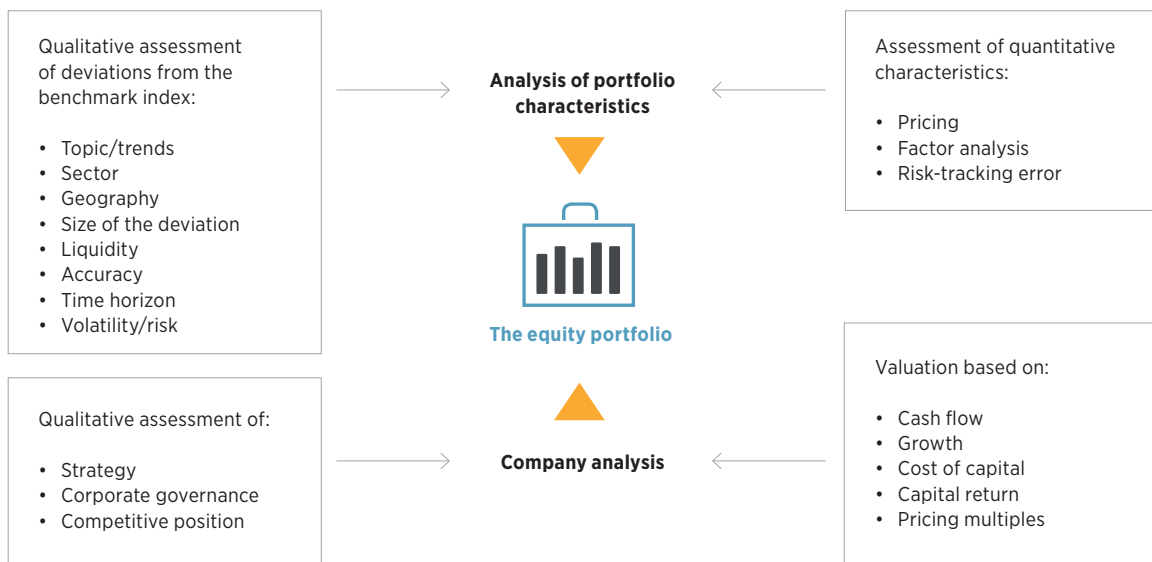 Qualitative assessment
of deviations from the
benchmark index:
• Topic/trends
• Sector
• Geography
• Size of the deviation
• Liquidity
• Accuracy
• Time horizon
• Volatility/risk
Analysis of portfolio
characteristics
Assessment of quantitative
characteristics:
• Pricing
• Factor analysis
• Risk-tracking error
The equity portfolio
Qualitative assessment of:
• Strategy
• Corporate governance
• Competitive position
Company analysis
Valuation based on:
• Cash flow
• Growth
• Cost of capital
• Capital return
• Pricing multiples